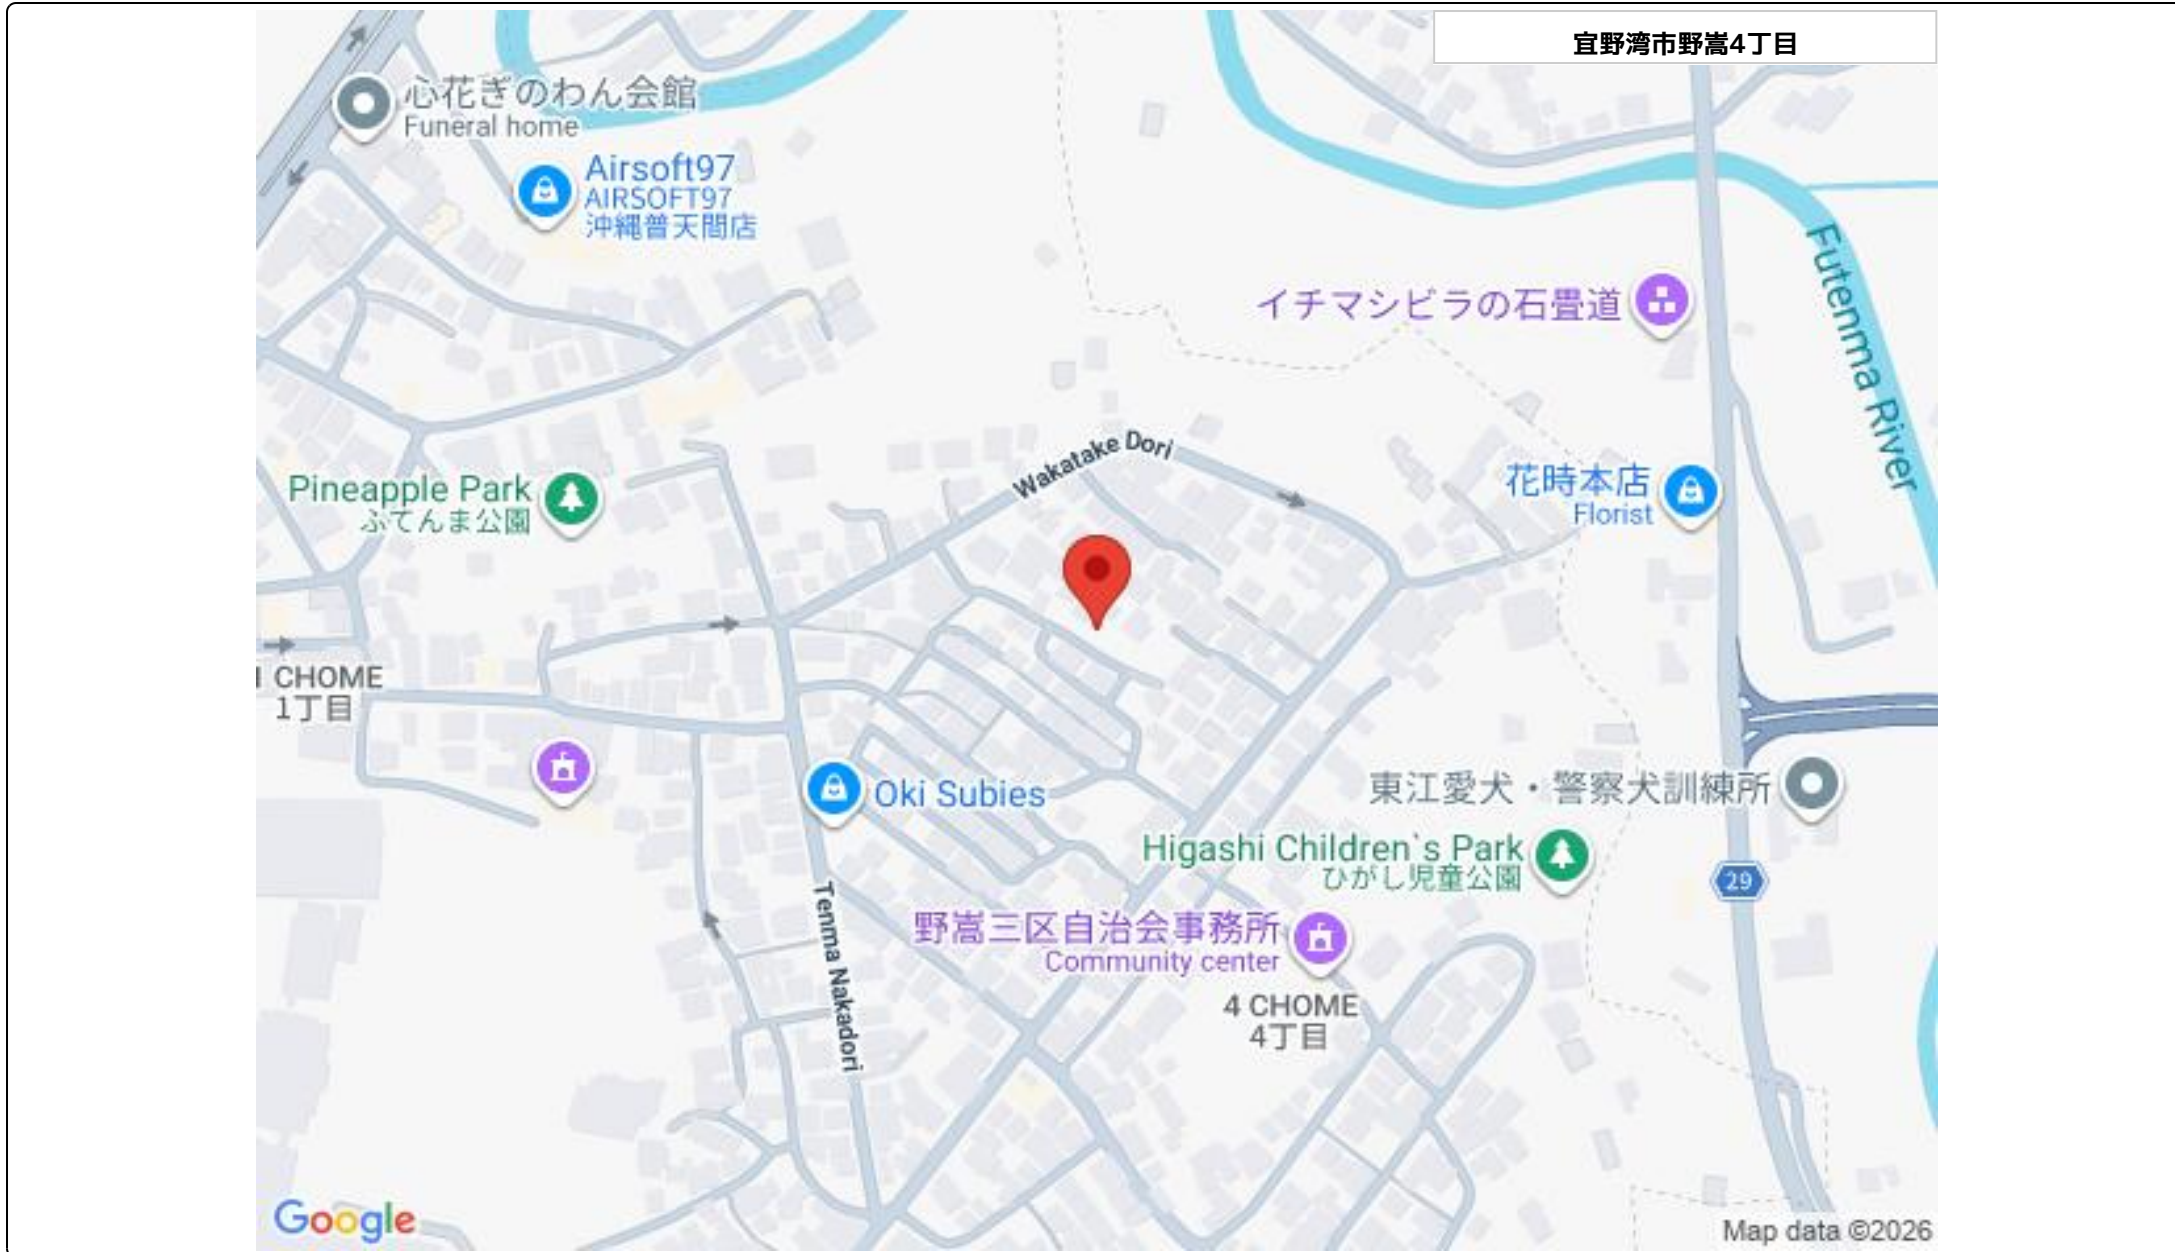 宜野湾市野嵩4丁目
心花ぎのわん会館
Funeral home
Airsoft97
AIRSOFT97
沖縄普天間店
イチマシビラの石畳道
Futenma River
Wakatake Dori
花時本店
Florist
Pineapple Park
ふてんま公園
1 CHOME
1丁目
Oki Subies
東江愛犬・警察犬訓練所
Higashi Children's Park
ひがし児童公園
29
Tenma Nakadori
野嵩三区自治会事務所
Community center
4 CHOME
4丁目
Google
Map data ©2026